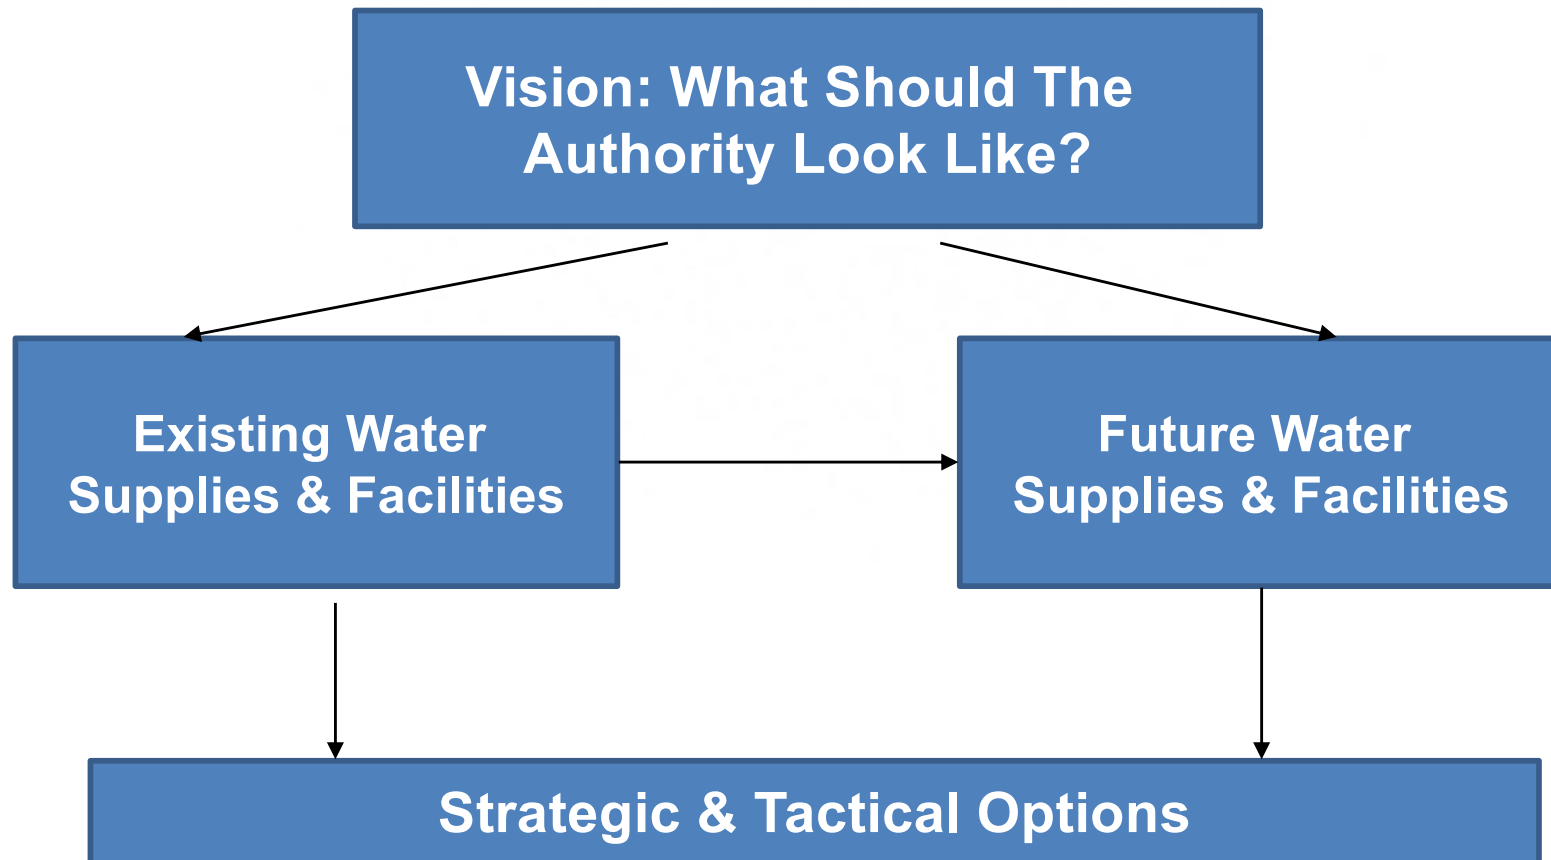 Vision: What Should The
Authority Look Like?
Existing Water
Supplies & Facilities
Future Water
Supplies & Facilities
Strategic & Tactical Options